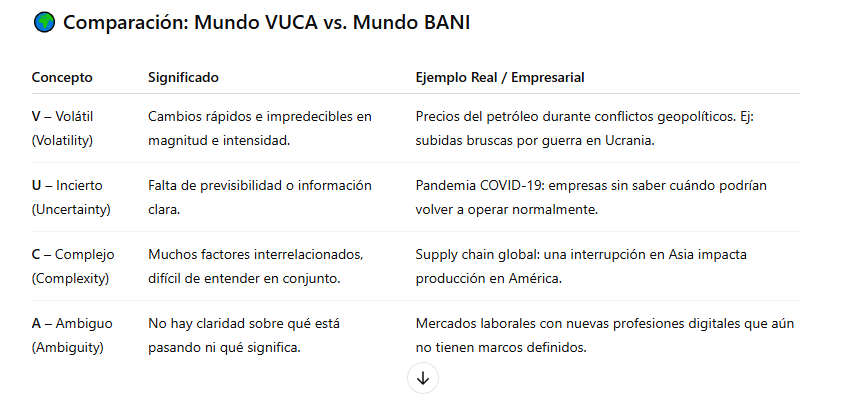 🌍 Comparación: Mundo VUCA vs. Mundo BANI
Concepto Significado Ejemplo Real / Empresarial
V – Volátil Cambios rápidos e impredecibles en Precios del petróleo durante conflictos geopolíticos. Ej:
(Volatility) magnitud e intensidad. subidas bruscas por guerra en Ucrania.
U – Incierto Falta de previsibilidad o información Pandemia COVID-19: empresas sin saber cuándo podrían
(Uncertainty) clara. volver a operar normalmente.
C – Complejo Muchos factores interrelacionados, Supply chain global: una interrupción en Asia impacta
(Complexity) difícil de entender en conjunto. producción en América.
A – Ambiguo No hay claridad sobre qué está Mercados laborales con nuevas profesiones digitales que aún
(Ambiguity) pasando ni qué significa. no tienen marcos definidos.